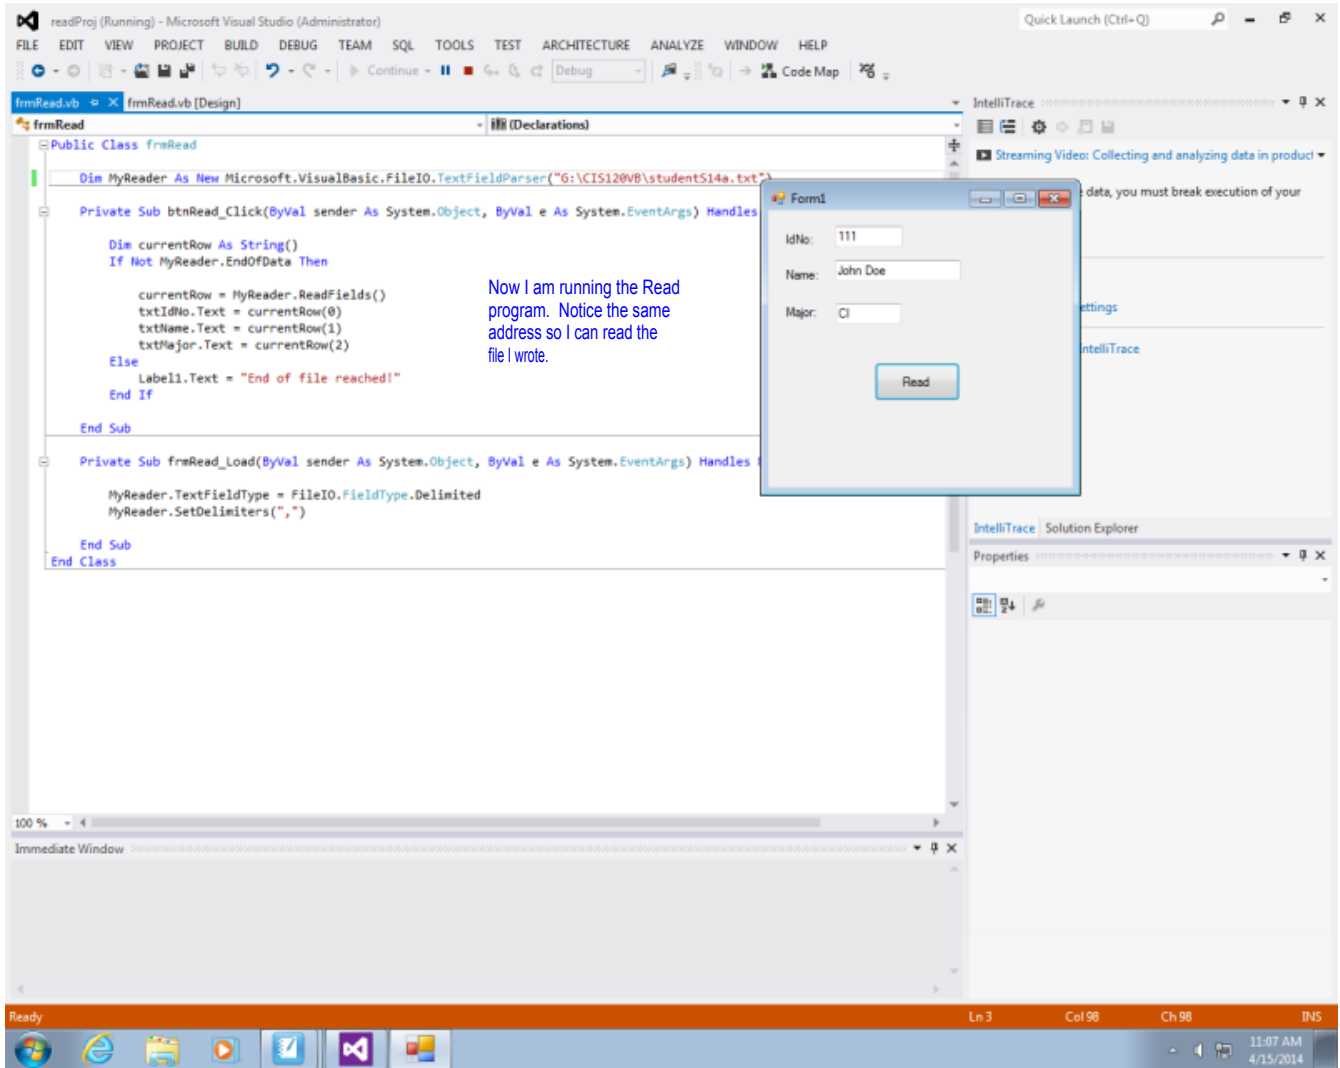 readProj (Running) - Microsoft Visual Studio (Administrator)
Quick Launch (Ctrl+Q)
FILE EDIT VIEW PROJECT BUILD DEBUG TEAM SQL TOOLS TEST ARCHITECTURE ANALYZE WINDOW HELP
Continue Debug Code Map
frmRead.vb frmRead.vb [Design]
frmRead (Declarations)
Public Class frmRead
Dim MyReader As New Microsoft.VisualBasic.FileIO.TextFieldParser("G:\CIS120VB\studentS14a.txt")
Private Sub btnRead_Click(ByVal sender As System.Object, ByVal e As System.EventArgs) Handles
Dim currentRow As String()
If Not MyReader.EndOfData Then
currentRow = MyReader.ReadFields()
txtIdNo.Text = currentRow(0)
txtName.Text = currentRow(1)
txtMajor.Text = currentRow(2)
Else
Label1.Text = "End of file reached!"
End If
End Sub
Private Sub frmRead_Load(ByVal sender As System.Object, ByVal e As System.EventArgs) Handles
MyReader.TextFieldType = FileIO.FieldType.Delimited
MyReader.SetDelimiters(",")
End Sub
End Class
Now I am running the Read
program. Notice the same
address so I can read the
file I wrote.
Form1
IdNo: 111
Name: John Doe
Major: CI
Read
IntelliTrace
Streaming Video: Collecting and analyzing data in product
data, you must break execution of your
ettings
IntelliTrace
IntelliTrace Solution Explorer
Properties
100 %
Immediate Window
Ready Ln 3 Col 98 Ch 98 INS
11:07 AM
4/15/2014